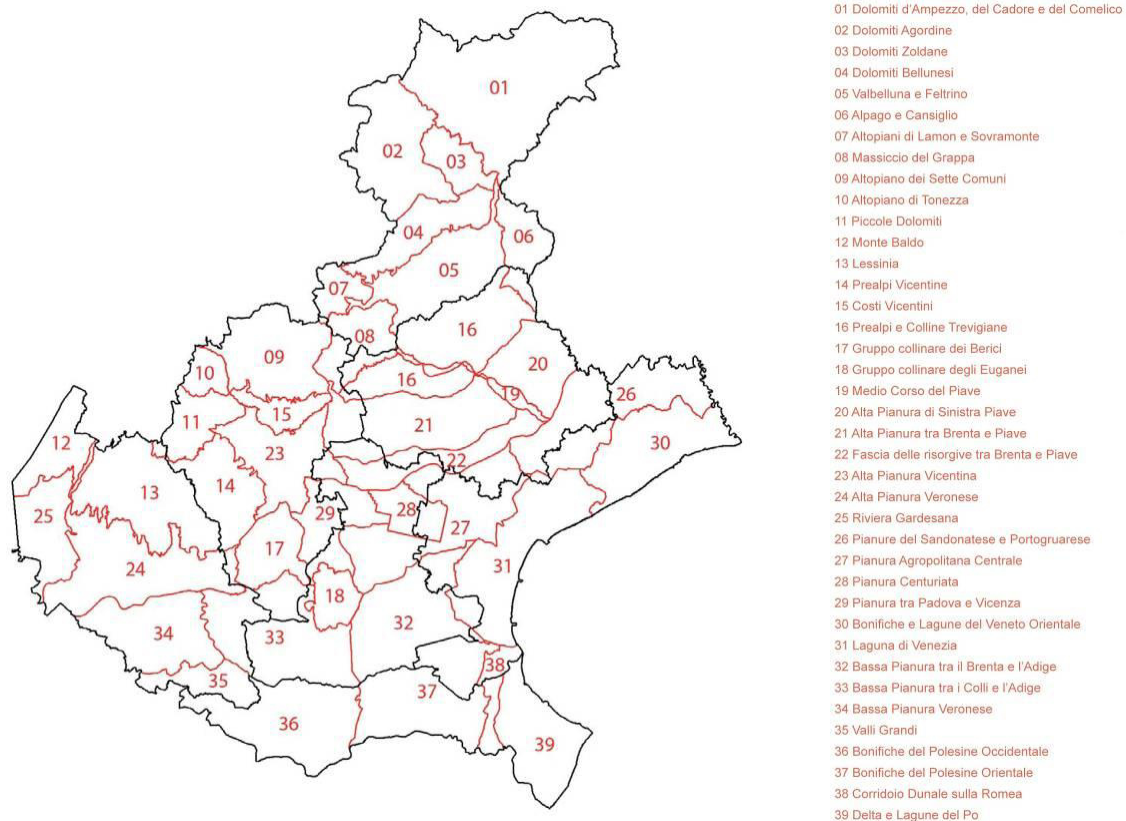 01 Dolomiti d'Ampezzo, del Cadore e del Comelico
02 Dolomiti Agordine
03 Dolomiti Zoldane
04 Dolomiti Bellunesi
05 Valbelluna e Feltrino
06 Alpago e Cansiglio
07 Altopiani di Lamon e Sovramonte
08 Massiccio del Grappa
09 Altopiano dei Sette Comuni
10 Altopiano di Tonezza
11 Piccole Dolomiti
12 Monte Baldo
13 Lessinia
14 Prealpi Vicentine
15 Costi Vicentini
16 Prealpi e Colline Trevigiane
17 Gruppo collinare dei Berici
18 Gruppo collinare degli Euganei
19 Medio Corso del Piave
20 Alta Pianura di Sinistra Piave
21 Alta Pianura tra Brenta e Piave
22 Fascia delle risorgive tra Brenta e Piave
23 Alta Pianura Vicentina
24 Alta Pianura Veronese
25 Riviera Gardesana
26 Pianure del Sandonatese e Portogruarese
27 Pianura Agropolitana Centrale
28 Pianura Centuriata
29 Pianura tra Padova e Vicenza
30 Bonifiche e Lagune del Veneto Orientale
31 Laguna di Venezia
32 Bassa Pianura tra il Brenta e l'Adige
33 Bassa Pianura tra i Colli e l'Adige
34 Bassa Pianura Veronese
35 Valli Grandi
36 Bonifiche del Polesine Occidentale
37 Bonifiche del Polesine Orientale
38 Corridoio Dunale sulla Romea
39 Delta e Lagune del Po
01
02
03
04
06
05
07
16
08
09
20
10
16
19
26
15
11
21
30
12
23
22
13
14
28
29
25
27
17
24
31
18
32
34
33
38
35
37
36
39